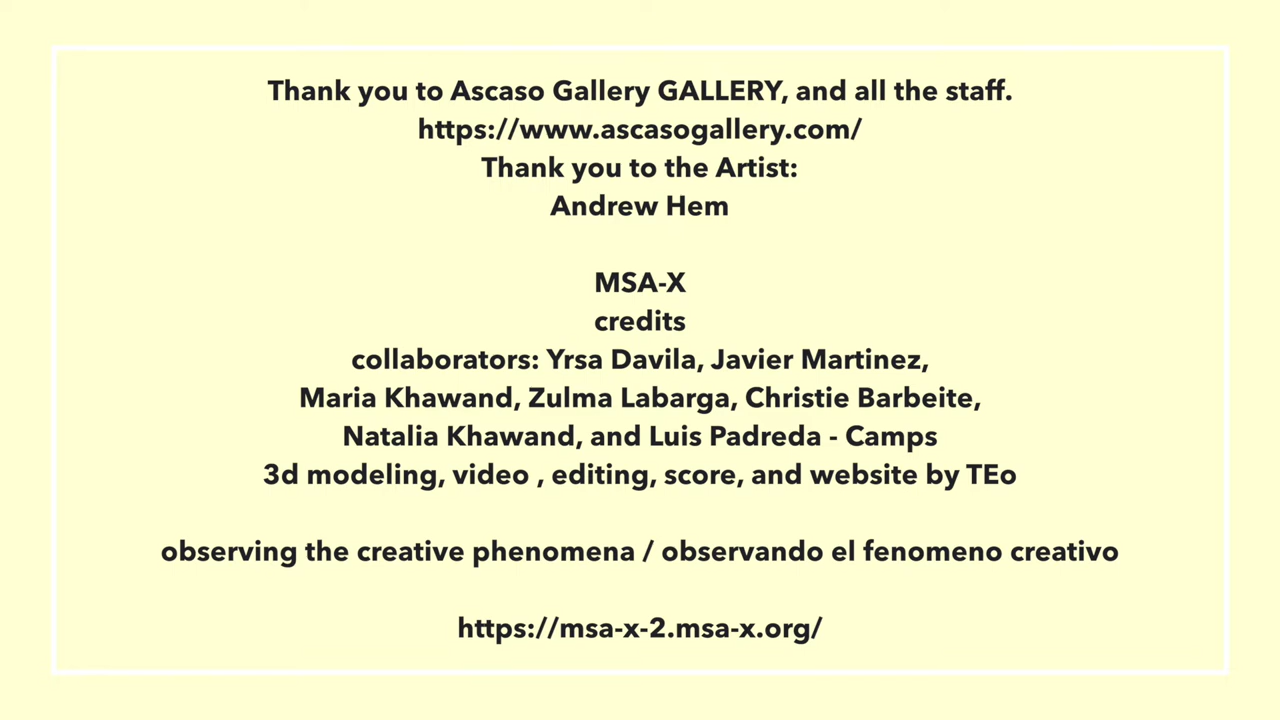 Thank you to Ascaso Gallery GALLERY, and all the staff.
https://www.ascasogallery.com/
Thank you to the Artist:
Andrew Hem
MSA-X
credits
collaborators: Yrsa Davila, Javier Martinez,
Maria Khawand, Zulma Labarga, Christie Barbeite,
Natalia Khawand, and Luis Padreda - Camps
3d modeling, video , editing, score, and website by TEo
observing the creative phenomena / observando el fenomeno creativo
https://msa-x-2.msa-x.org/